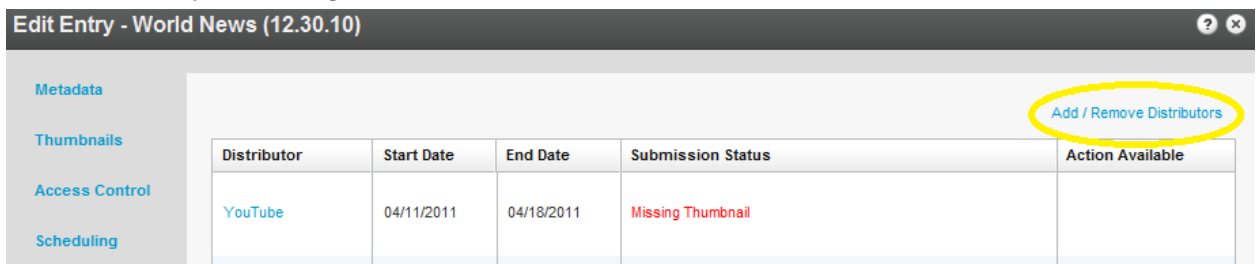 Edit Entry - World News (12.30.10)
Metadata
Add / Remove Distributors
Thumbnails
Distributor Start Date End Date Submission Status Action Available
Access Control
YouTube 04/11/2011 04/18/2011 Missing Thumbnail
Scheduling